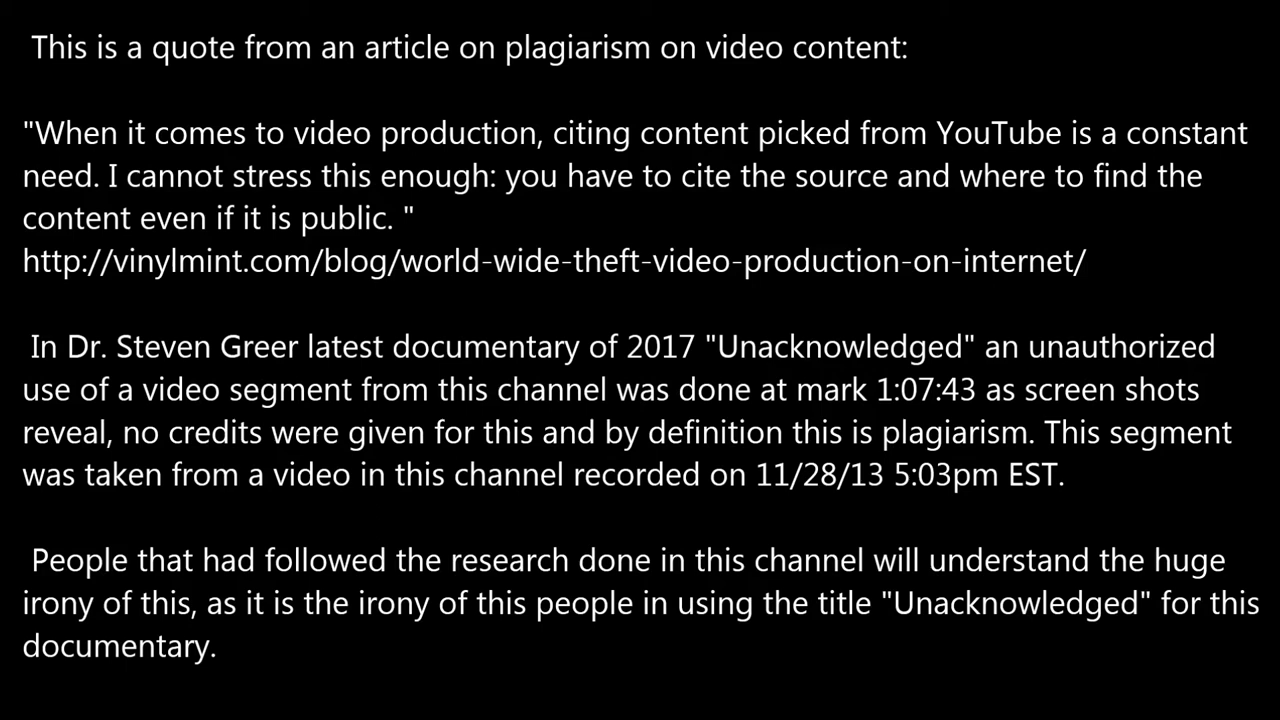 This is a quote from an article on plagiarism on video content:
"When it comes to video production, citing content picked from YouTube is a constant
need. I cannot stress this enough: you have to cite the source and where to find the
content even if it is public. "
http://vinylmint.com/blog/world-wide-theft-video-production-on-internet/
In Dr. Steven Greer latest documentary of 2017 "Unacknowledged" an unauthorized
use of a video segment from this channel was done at mark 1:07:43 as screen shots
reveal, no credits were given for this and by definition this is plagiarism. This segment
was taken from a video in this channel recorded on 11/28/13 5:03pm EST.
People that had followed the research done in this channel will understand the huge
irony of this, as it is the irony of this people in using the title "Unacknowledged" for this
documentary.